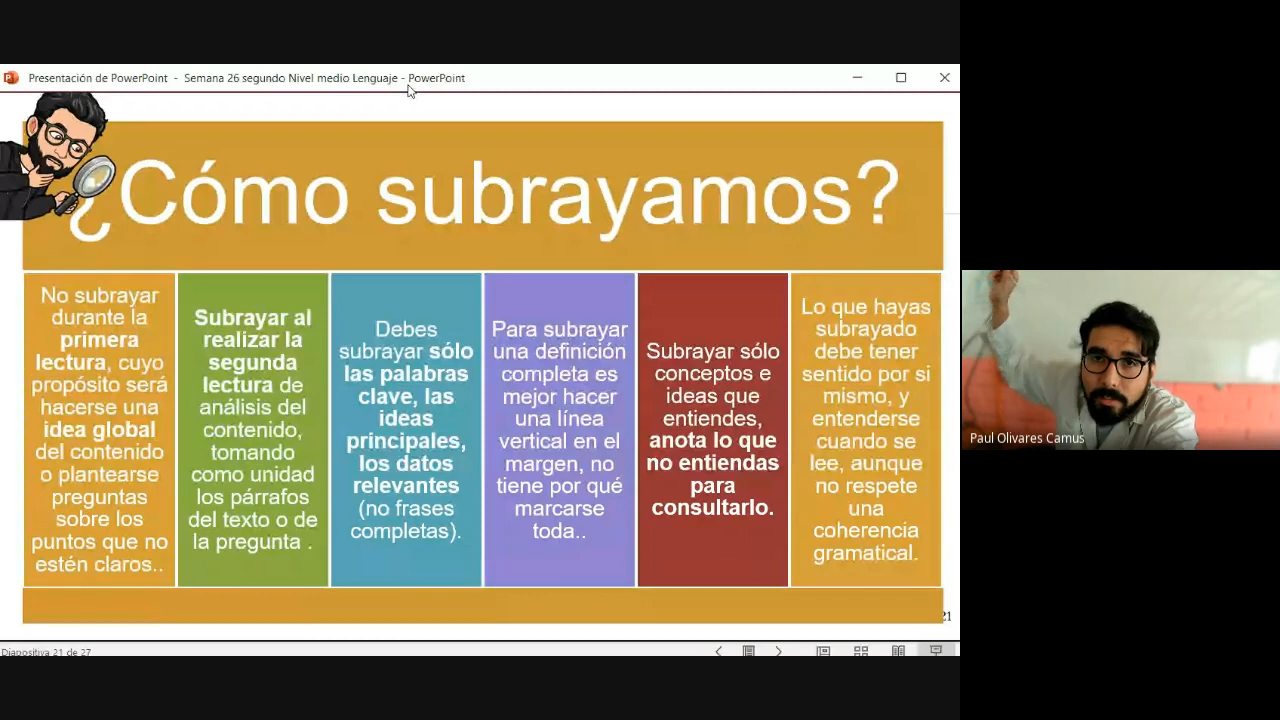 Presentación de PowerPoint - Semana 26 segundo Nivel medio Lenguaje - PowerPoint
¿Cómo subrayamos?
No subrayar
durante la
primera
lectura, cuyo
propósito será
hacerse una
idea global
del contenido
o plantearse
preguntas
sobre los
puntos que no
estén claros..
Subrayar al
realizar la
segunda
lectura de
análisis del
contenido,
tomando
como unidad
los párrafos
del texto o de
la pregunta .
Debes
subrayar sólo
las palabras
clave, las
ideas
principales,
los datos
relevantes
(no frases
completas).
Para subrayar
una definición
completa es
mejor hacer
una línea
vertical en el
margen, no
tiene por qué
marcarse
toda..
Subrayar sólo
conceptos e
ideas que
entiendes,
anota lo que
no entiendas
para
consultarlo.
Lo que hayas
subrayado
debe tener
sentido por si
mismo, y
entenderse
cuando se
lee, aunque
no respete
una
coherencia
gramatical.
21
Diapositiva 21 de 27
Paul Olivares Camus